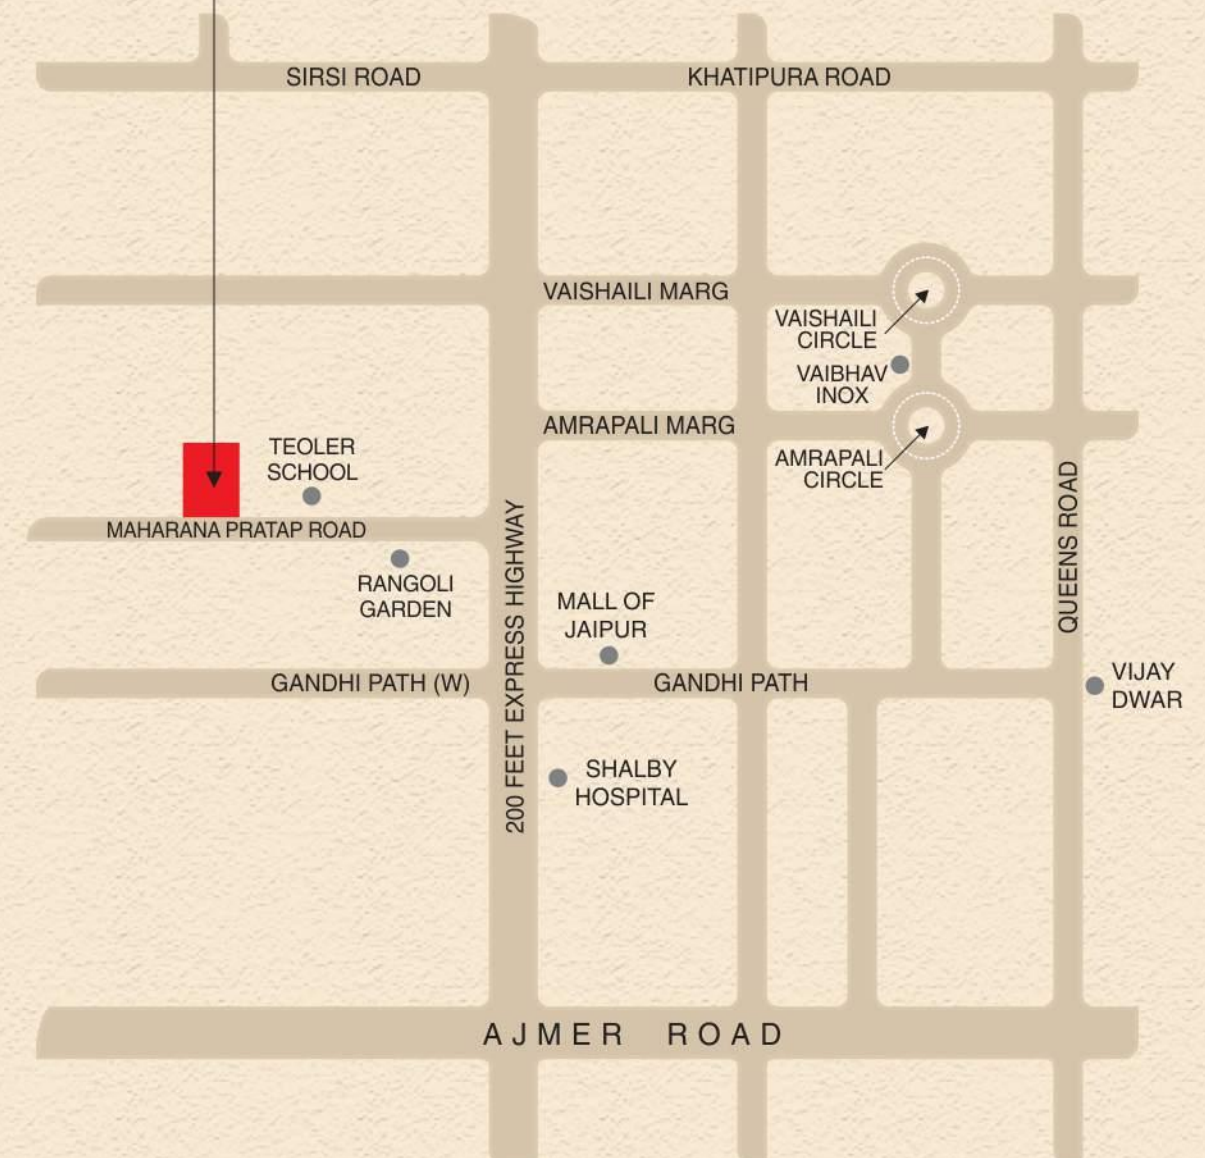 SIRSI ROAD
KHATIPURA ROAD
VAISHAILI MARG
VAISHAILI
CIRCLE
VAIBHAV
INOX
AMRAPALI MARG
AMRAPALI
CIRCLE
TEOLER
SCHOOL
MAHARANA PRATAP ROAD
RANGOLI
GARDEN
200 FEET EXPRESS HIGHWAY
MALL OF
JAIPUR
QUEENS ROAD
GANDHI PATH (W)
GANDHI PATH
VIJAY
DWAR
SHALBY
HOSPITAL
AJMER ROAD